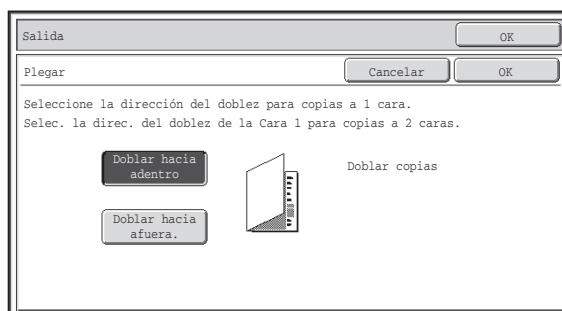 Salida
OK
Plegar
Cancelar
OK
Seleccione la dirección del doblez para copias a 1 cara.
Selec. la direc. del doblez de la Cara 1 para copias a 2 caras.
Doblar hacia
adentro
Doblar copias
Doblar hacia
afuera.